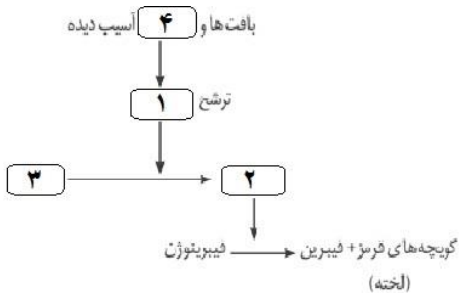 بافت‌ها و ۴ آسیب دیده
ترشح
۱
۳
۲
فیبرینوژن
گویچه‌های قرمز + فیبرین
(لخته)